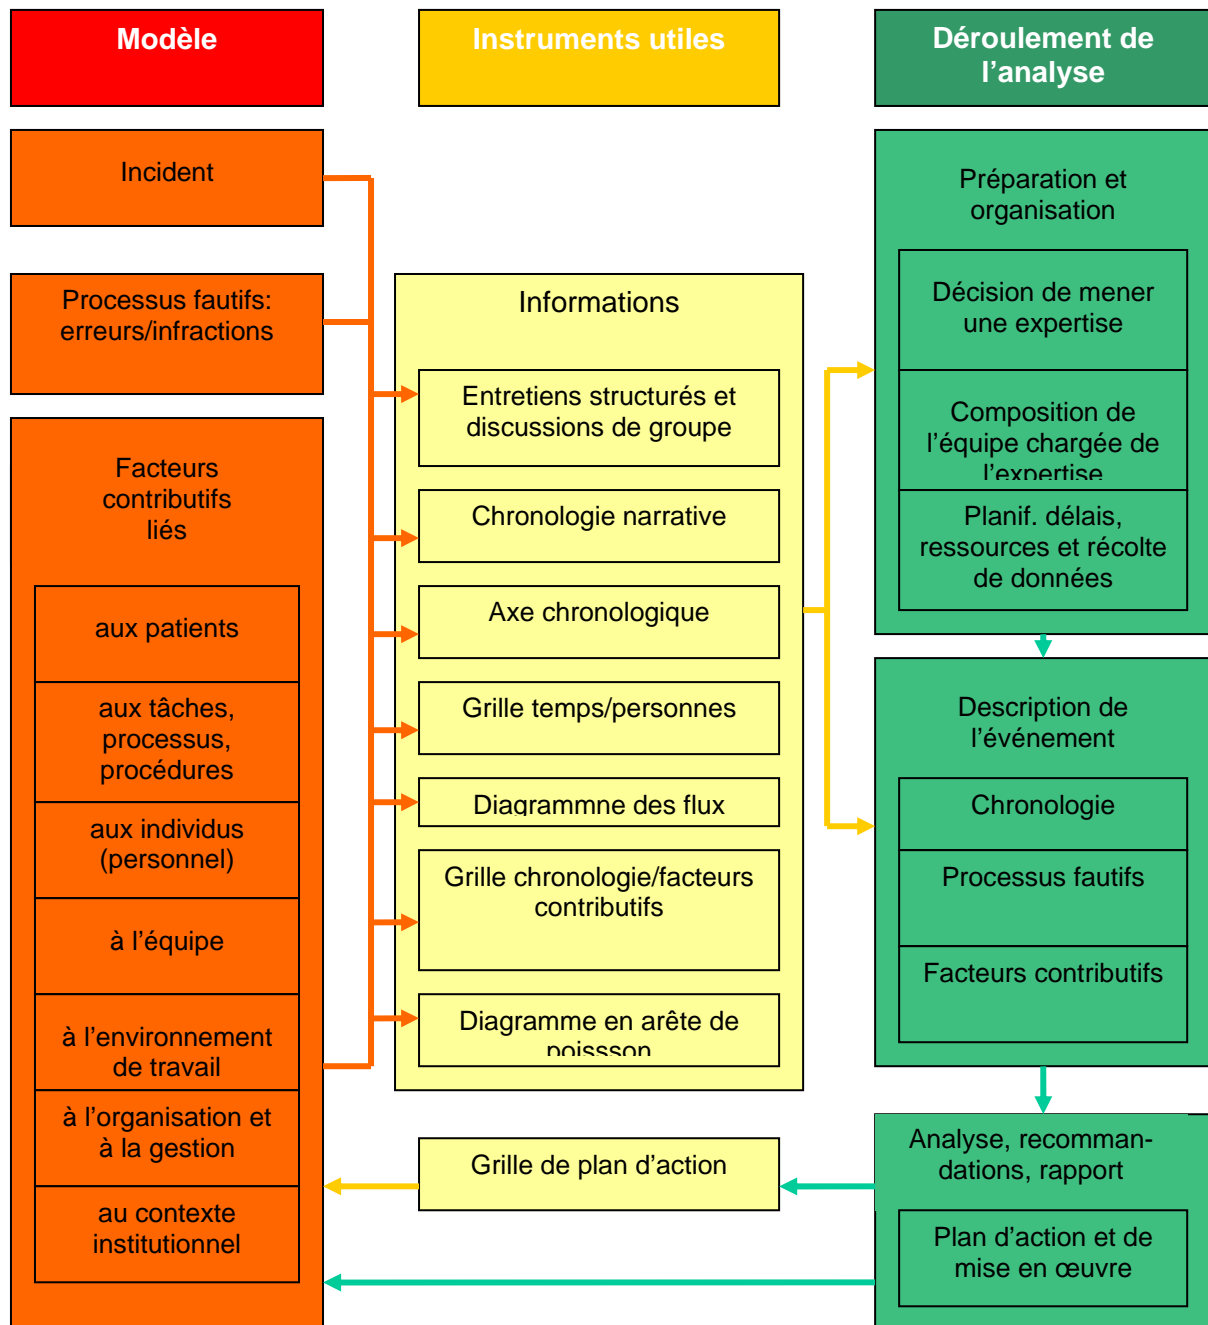 Modèle
Instruments utiles
Déroulement de
l’analyse
Incident
Processus fautifs:
erreurs/infractions
Facteurs
contributifs
liés
aux patients
aux tâches,
processus,
procédures
aux individus
(personnel)
à l’équipe
à l’environnement
de travail
à l’organisation et
à la gestion
au contexte
institutionnel
Informations
Entretiens structurés et
discussions de groupe
Chronologie narrative
Axe chronologique
Grille temps/personnes
Diagrammne des flux
Grille chronologie/facteurs
contributifs
Diagramme en arête de
poissson
Grille de plan d’action
Préparation et
organisation
Décision de mener
une expertise
Composition de
l’équipe chargée de
l’expertise
Planif. délais,
ressources et récolte
de données
Description de
l’événement
Chronologie
Processus fautifs
Facteurs contributifs
Analyse, recomman-
dations, rapport
Plan d’action et de
mise en œuvre